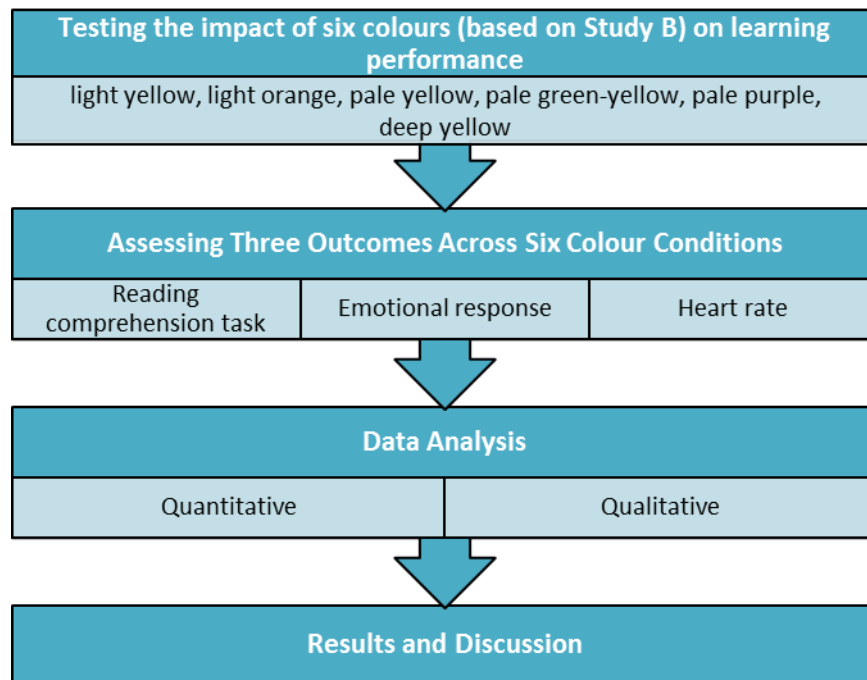 Testing the impact of six colours (based on Study B) on learning
performance
light yellow, light orange, pale yellow, pale green-yellow, pale purple,
deep yellow
Assessing Three Outcomes Across Six Colour Conditions
Reading
comprehension task
Emotional response
Heart rate
Data Analysis
Quantitative
Qualitative
Results and Discussion